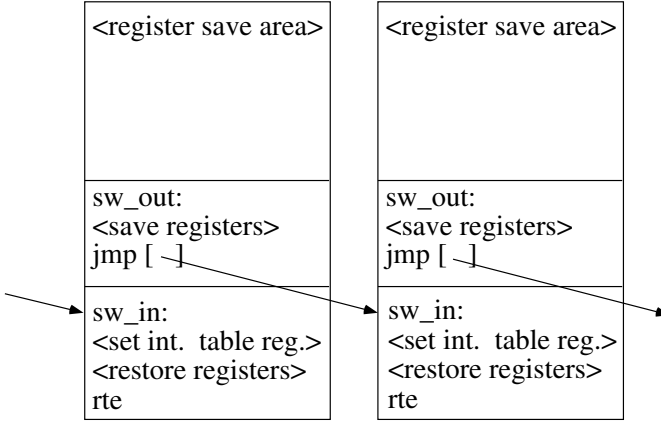 <register save area>
sw_out:
<save registers>
jmp [ ]
sw_in:
<set int. table reg.>
<restore registers>
rte
<register save area>
sw_out:
<save registers>
jmp [ ]
sw_in:
<set int. table reg.>
<restore registers>
rte